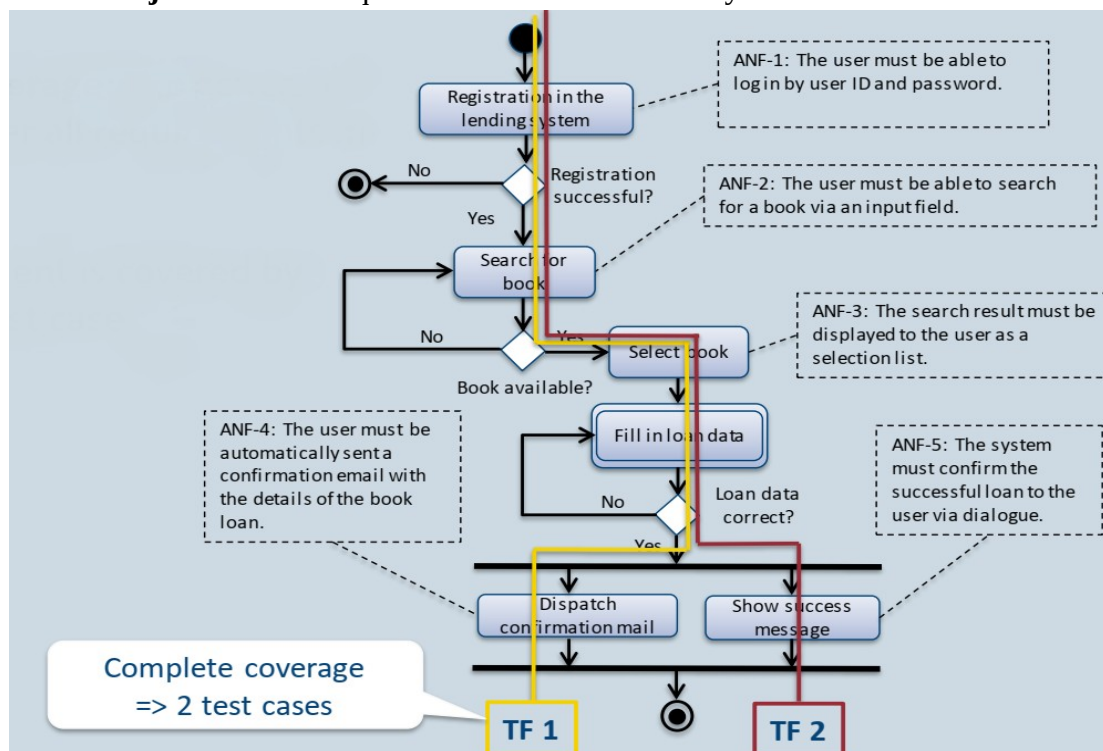 ANF-1: The user must be able to
log in by user ID and password.
Registration in the
lending system
No
Registration
successful?
ANF-2: The user must be able to search
for a book via an input field.
Yes
Search for
book
ANF-3: The search result must be
displayed to the user as a
selection list.
No
Yes
Select book
Book available?
ANF-4: The user must be
automatically sent a
confirmation email with
the details of the book
loan.
Fill in loan data
ANF-5: The system
must confirm the
successful loan to the
user via dialogue.
No
Loan data
correct?
Yes
Dispatch
confirmation mail
Show success
message
Complete coverage
=> 2 test cases
TF 1
TF 2